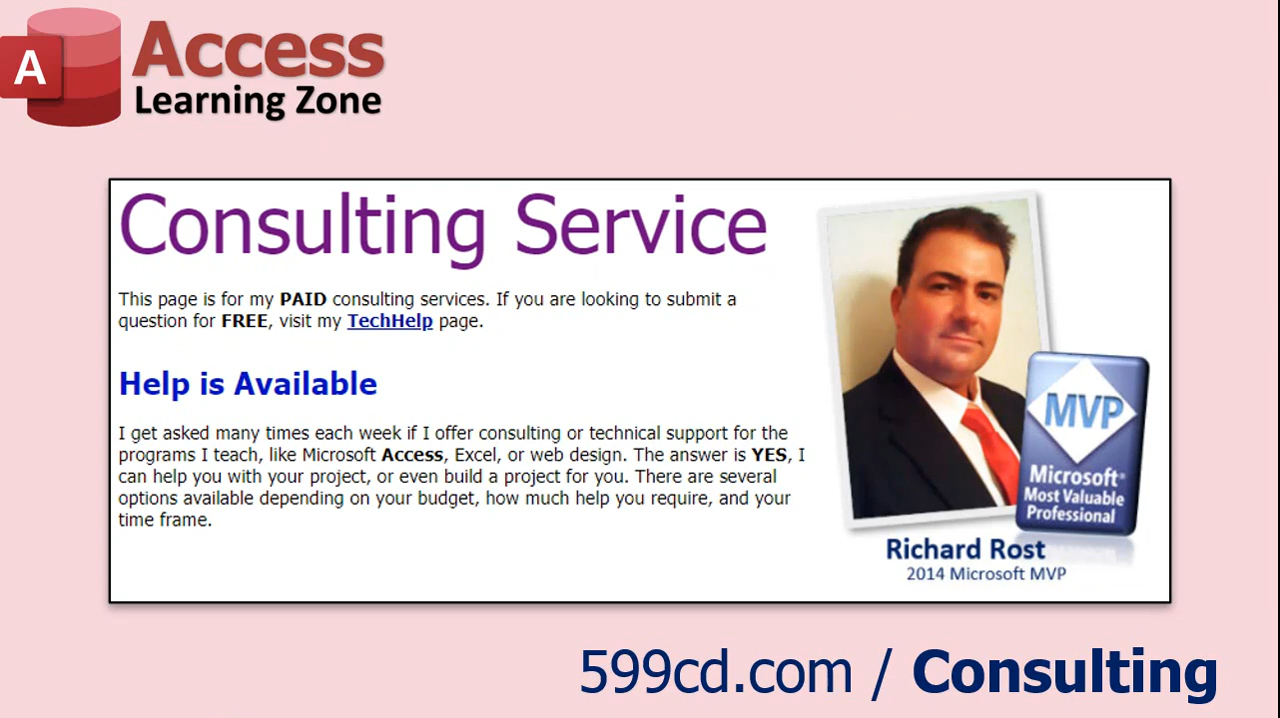 A
Access
Learning Zone
Consulting Service
This page is for my PAID consulting services. If you are looking to submit a
question for FREE, visit my TechHelp page.
Help is Available
I get asked many times each week if I offer consulting or technical support for the
programs I teach, like Microsoft Access, Excel, or web design. The answer is YES, I
can help you with your project, or even build a project for you. There are several
options available depending on your budget, how much help you require, and your
time frame.
MVP
Microsoft®
Most Valuable
Professional
Richard Rost
2014 Microsoft MVP
599cd.com / Consulting